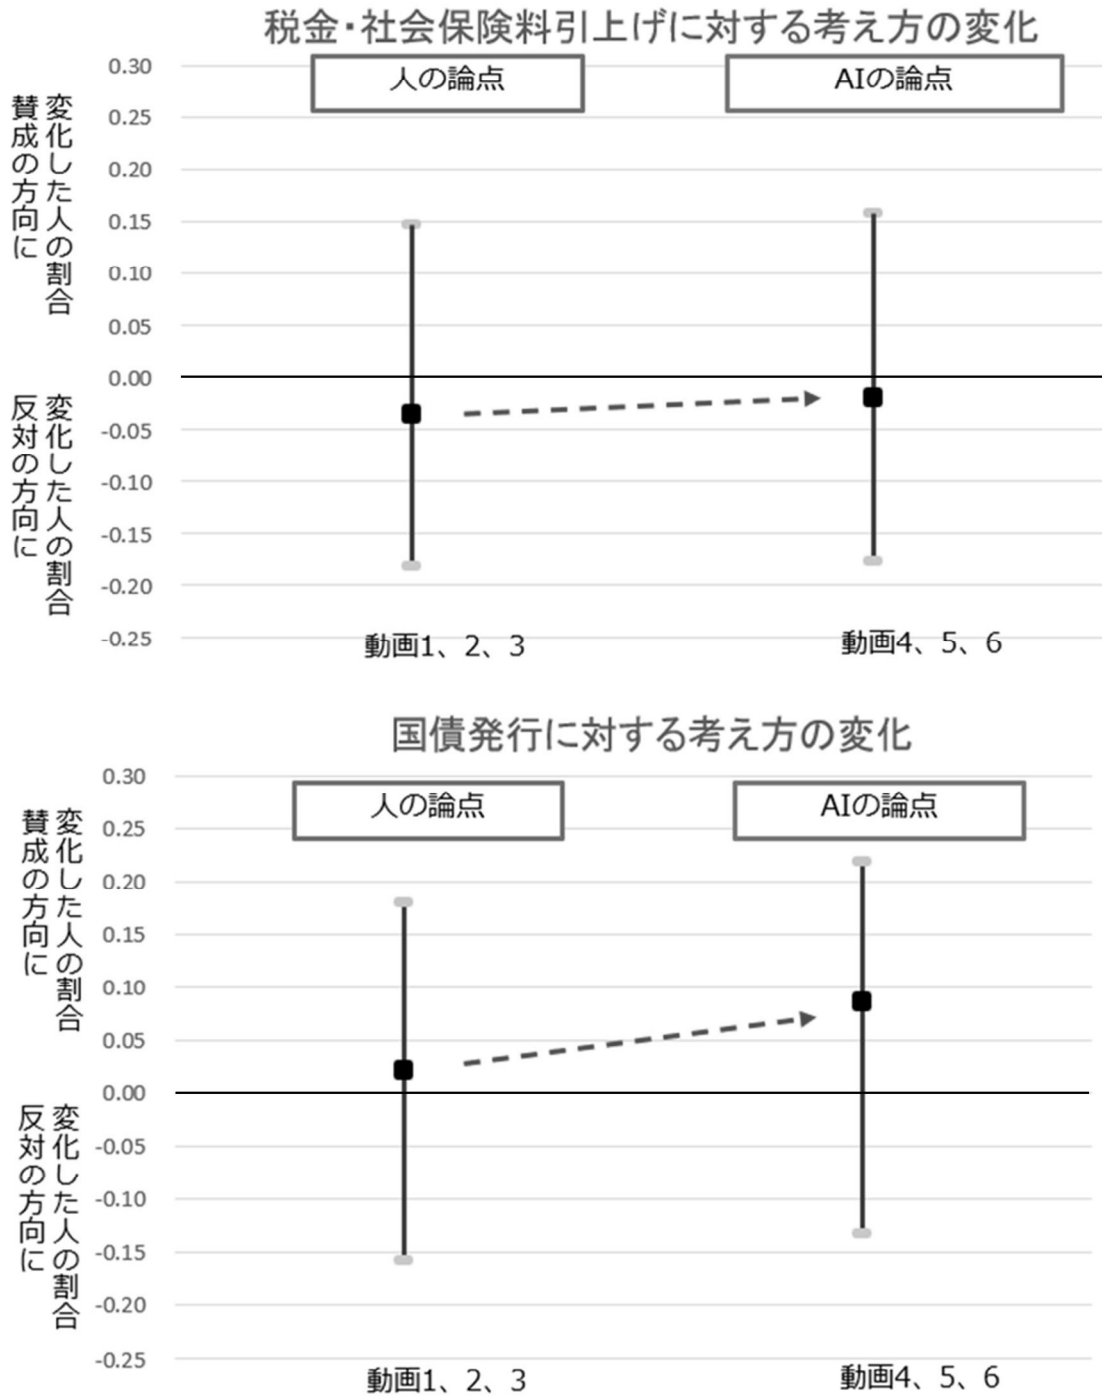 税金・社会保険料引上げに対する考え方の変化
人の論点
AIの論点
賛成の方向に
変化した人の割合
反対の方向に
変化した人の割合
0.30
0.25
0.20
0.15
0.10
0.05
0.00
-0.05
-0.10
-0.15
-0.20
-0.25
動画1、2、3
動画4、5、6
国債発行に対する考え方の変化
人の論点
AIの論点
賛成の方向に
変化した人の割合
反対の方向に
変化した人の割合
0.30
0.25
0.20
0.15
0.10
0.05
0.00
-0.05
-0.10
-0.15
-0.20
-0.25
動画1、2、3
動画4、5、6